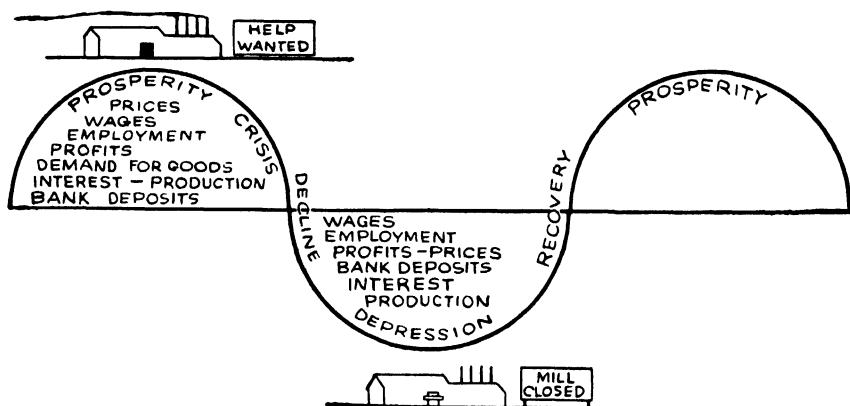 HELP
WANTED
PROSPERITY
CRISIS
PRICES
WAGES
EMPLOYMENT
PROFITS
DEMAND FOR GOODS
INTEREST - PRODUCTION
BANK DEPOSITS
DECLINE
WAGES
EMPLOYMENT
PROFITS-PRICES
BANK DEPOSITS
INTEREST
PRODUCTION
DEPRESSION
RECOVERY
PROSPERITY
MILL
CLOSED